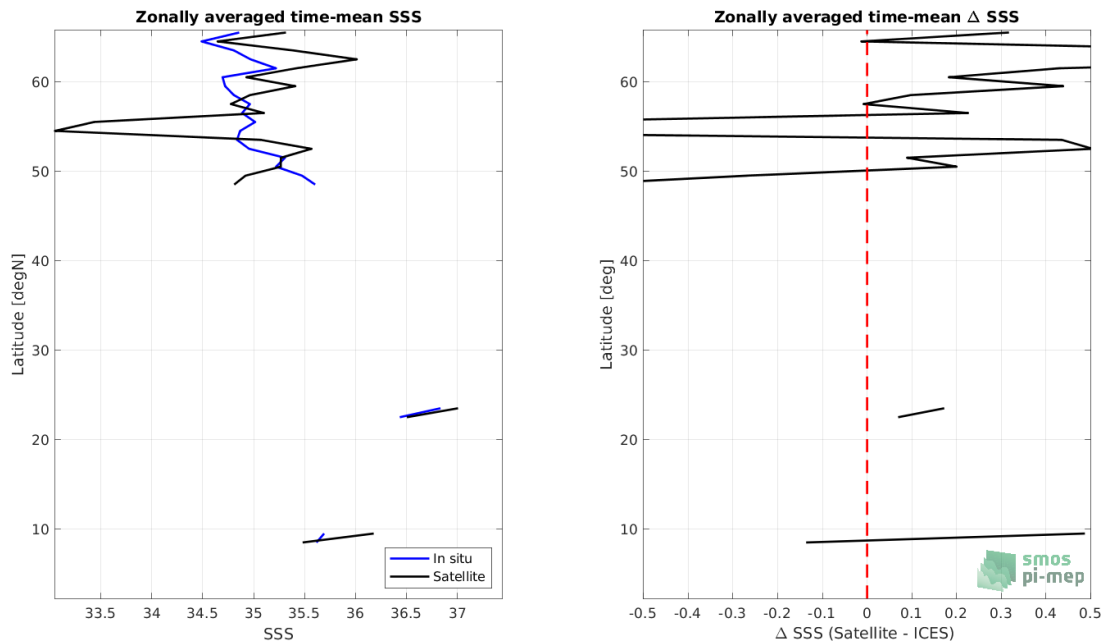 Zonally averaged time-mean SSS
Latitude [degN]
60
50
40
30
20
10
33.5 34 34.5 35 35.5 36 36.5 37
SSS
In situ
Satellite
Zonally averaged time-mean Δ SSS
Latitude [deg]
60
50
40
30
20
10
-0.5 -0.4 -0.3 -0.2 -0.1 0 0.1 0.2 0.3 0.4 0.5
Δ SSS (Satellite - ICES)
smos
pi-mep